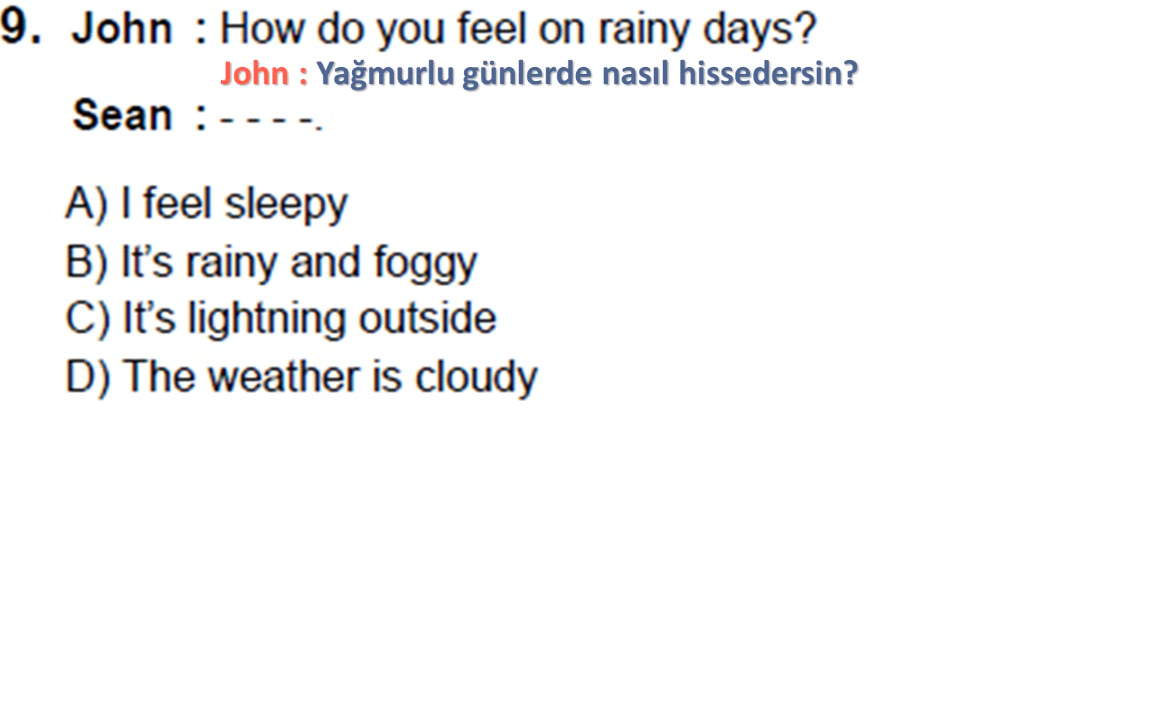 9. John : How do you feel on rainy days?
John : Yağmurlu günlerde nasıl hissedersin?
Sean : - - - -.
A) I feel sleepy
B) It’s rainy and foggy
C) It’s lightning outside
D) The weather is cloudy